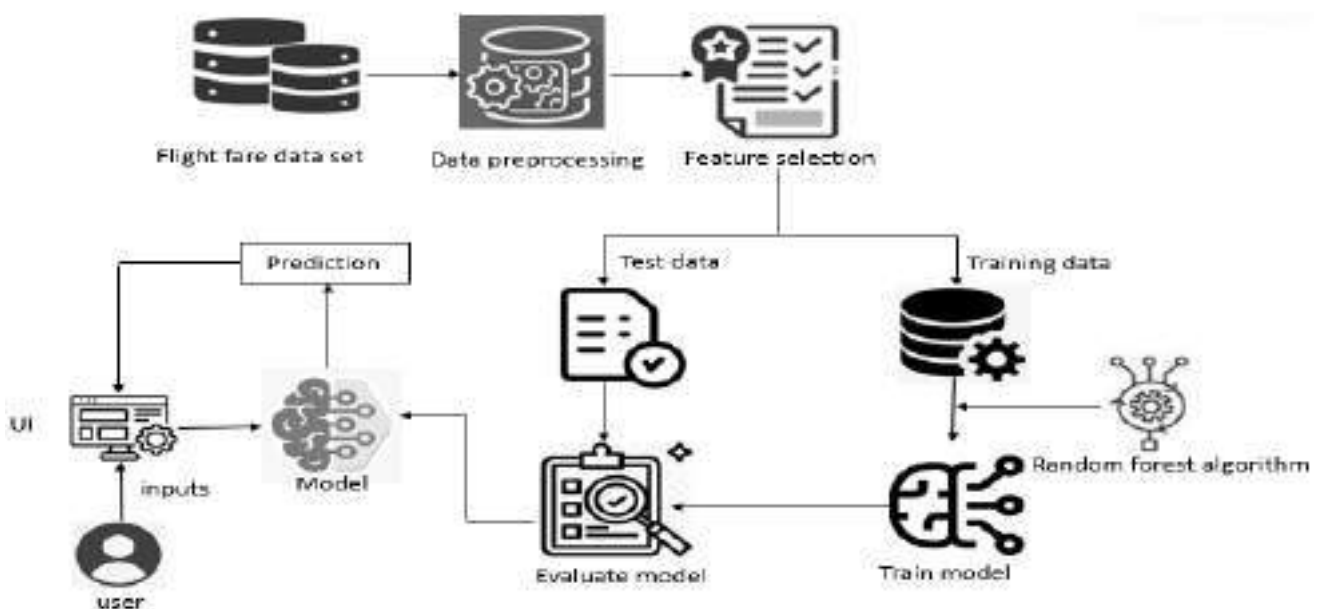 Flight fare data set
Data preprocessing
Feature selection
Prediction
Test data
Training data
UI
inputs
Model
Random forest algorithm
Evaluate model
Train model
user